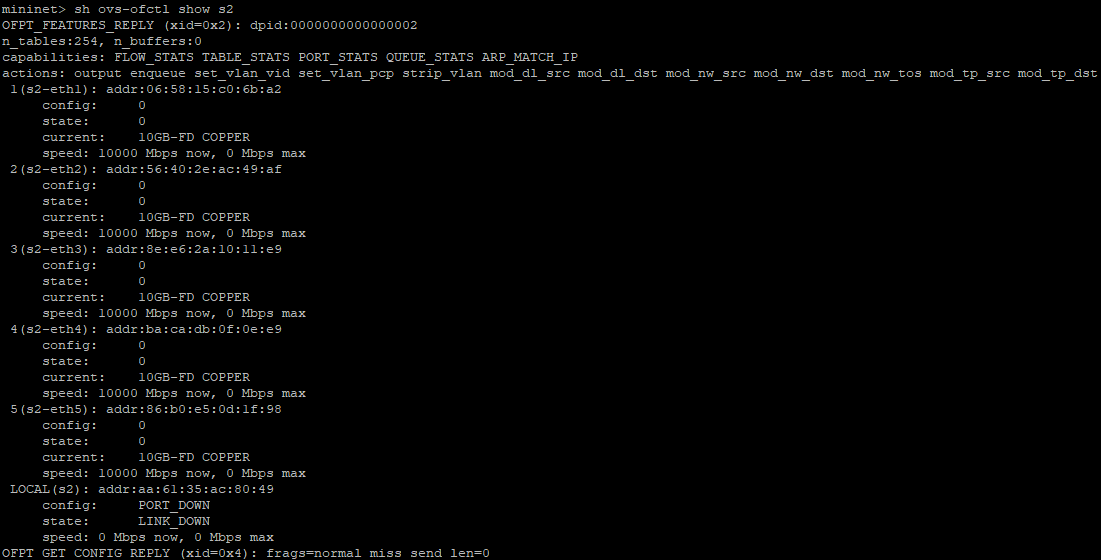 mininet> sh ovs-ofctl show s2
OFPT_FEATURES_REPLY (xid=0x2): dpid:0000000000000002
n_tables:254, n_buffers:0
capabilities: FLOW_STATS TABLE_STATS PORT_STATS QUEUE_STATS ARP_MATCH_IP
actions: output enqueue set_vlan_vid set_vlan_pcp strip_vlan mod_dl_src mod_dl_dst mod_nw_src mod_nw_dst mod_nw_tos mod_tp_src mod_tp_dst
1(s2-eth1): addr:06:58:15:c0:6b:a2
config: 0
state: 0
current: 10GB-FD COPPER
speed: 10000 Mbps now, 0 Mbps max
2(s2-eth2): addr:56:40:2e:ac:49:af
config: 0
state: 0
current: 10GB-FD COPPER
speed: 10000 Mbps now, 0 Mbps max
3(s2-eth3): addr:8e:e6:2a:10:11:e9
config: 0
state: 0
current: 10GB-FD COPPER
speed: 10000 Mbps now, 0 Mbps max
4(s2-eth4): addr:ba:ca:db:0f:0e:e9
config: 0
state: 0
current: 10GB-FD COPPER
speed: 10000 Mbps now, 0 Mbps max
5(s2-eth5): addr:86:b0:e5:0d:1f:98
config: 0
state: 0
current: 10GB-FD COPPER
speed: 10000 Mbps now, 0 Mbps max
LOCAL(s2): addr:aa:61:35:ac:80:49
config: PORT_DOWN
state: LINK_DOWN
speed: 0 Mbps now, 0 Mbps max
OFPT_GET_CONFIG_REPLY (xid=0x4): frags=normal miss_send_len=0